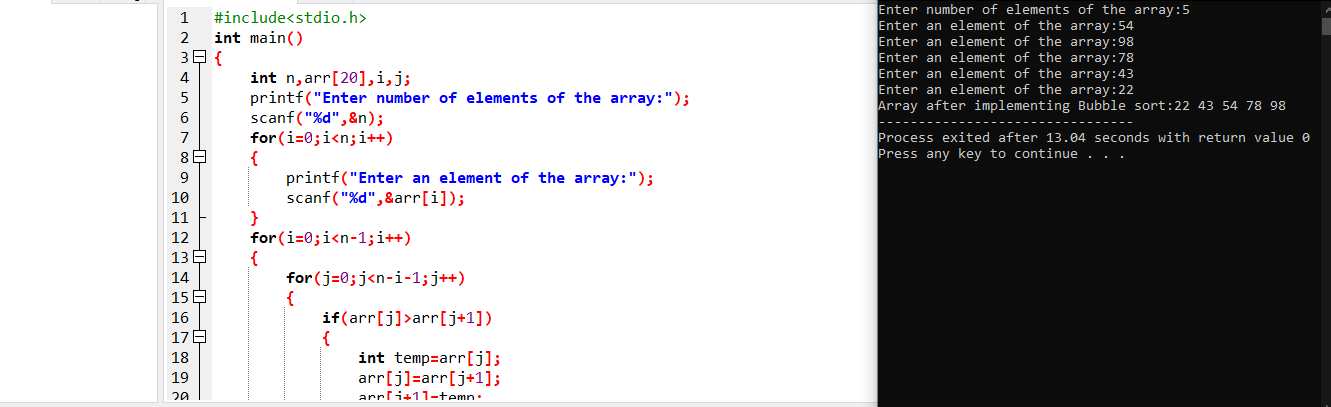 1 #include<stdio.h>
2 int main()
3 {
4 int n,arr[20],i,j;
5 printf("Enter number of elements of the array:");
6 scanf("%d",&n);
7 for(i=0;i<n;i++)
8 {
9 printf("Enter an element of the array:");
10 scanf("%d",&arr[i]);
11 }
12 for(i=0;i<n-1;i++)
13 {
14 for(j=0;j<n-i-1;j++)
15 {
16 if(arr[j]>arr[j+1])
17 {
18 int temp=arr[j];
19 arr[j]=arr[j+1];
20 arr[j+1]=temp;
Enter number of elements of the array:5
Enter an element of the array:54
Enter an element of the array:98
Enter an element of the array:78
Enter an element of the array:43
Enter an element of the array:22
Array after implementing Bubble sort:22 43 54 78 98
--------------------------------
Process exited after 13.04 seconds with return value 0
Press any key to continue . . .